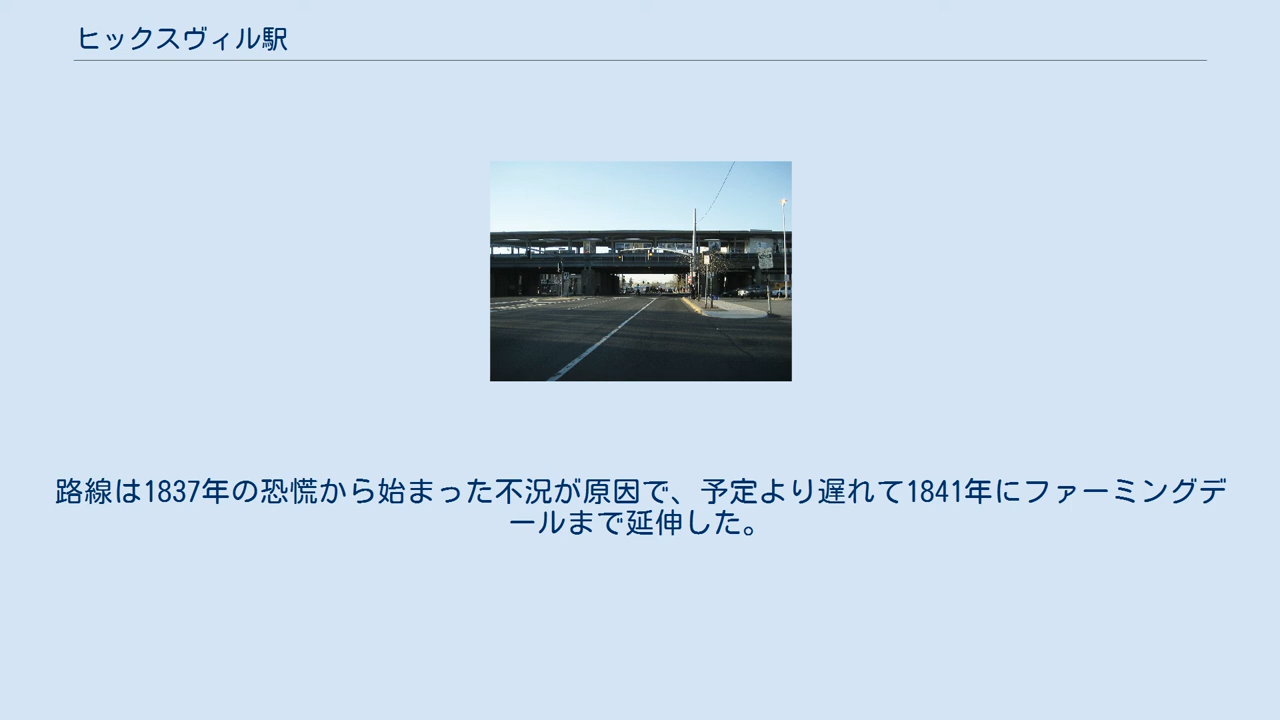 ヒックスヴィル駅
路線は1837年の恐慌から始まった不況が原因で、予定より遅れて1841年にファーミングデ
ールまで延伸した。